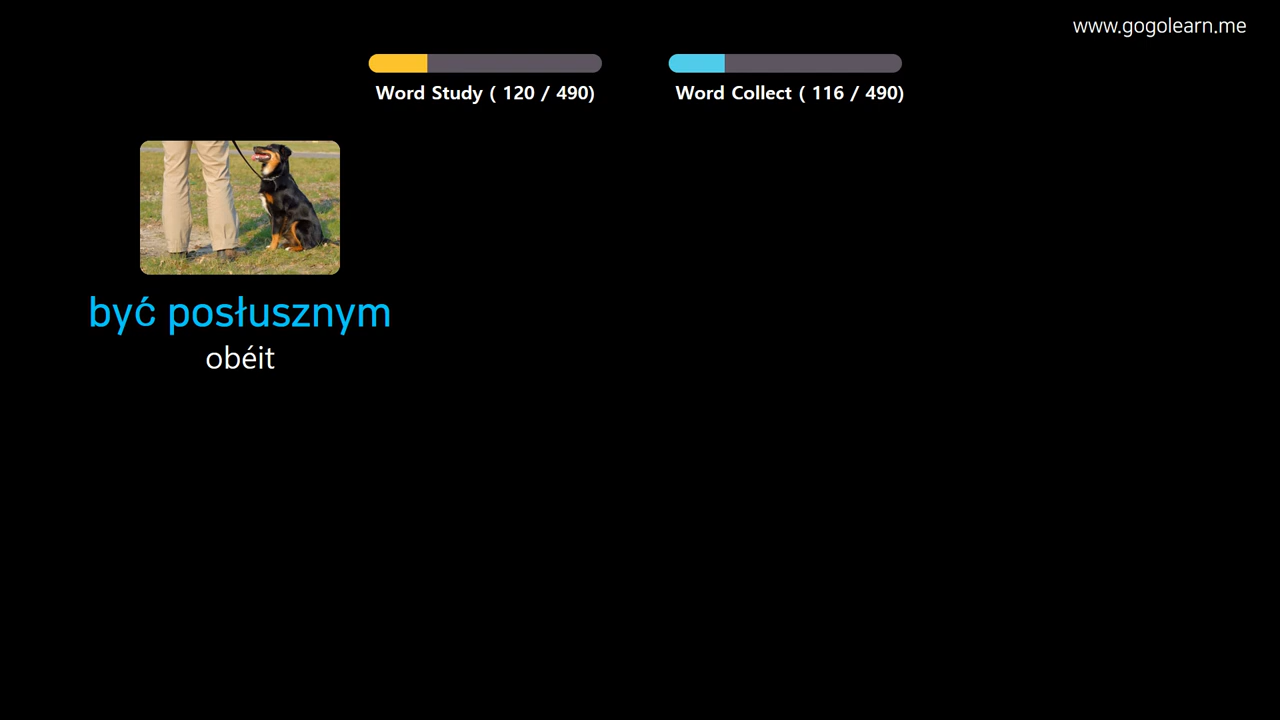 www.gogolearn.me
Word Study ( 120 / 490)
Word Collect ( 116 / 490)
być posłusznym
obéit